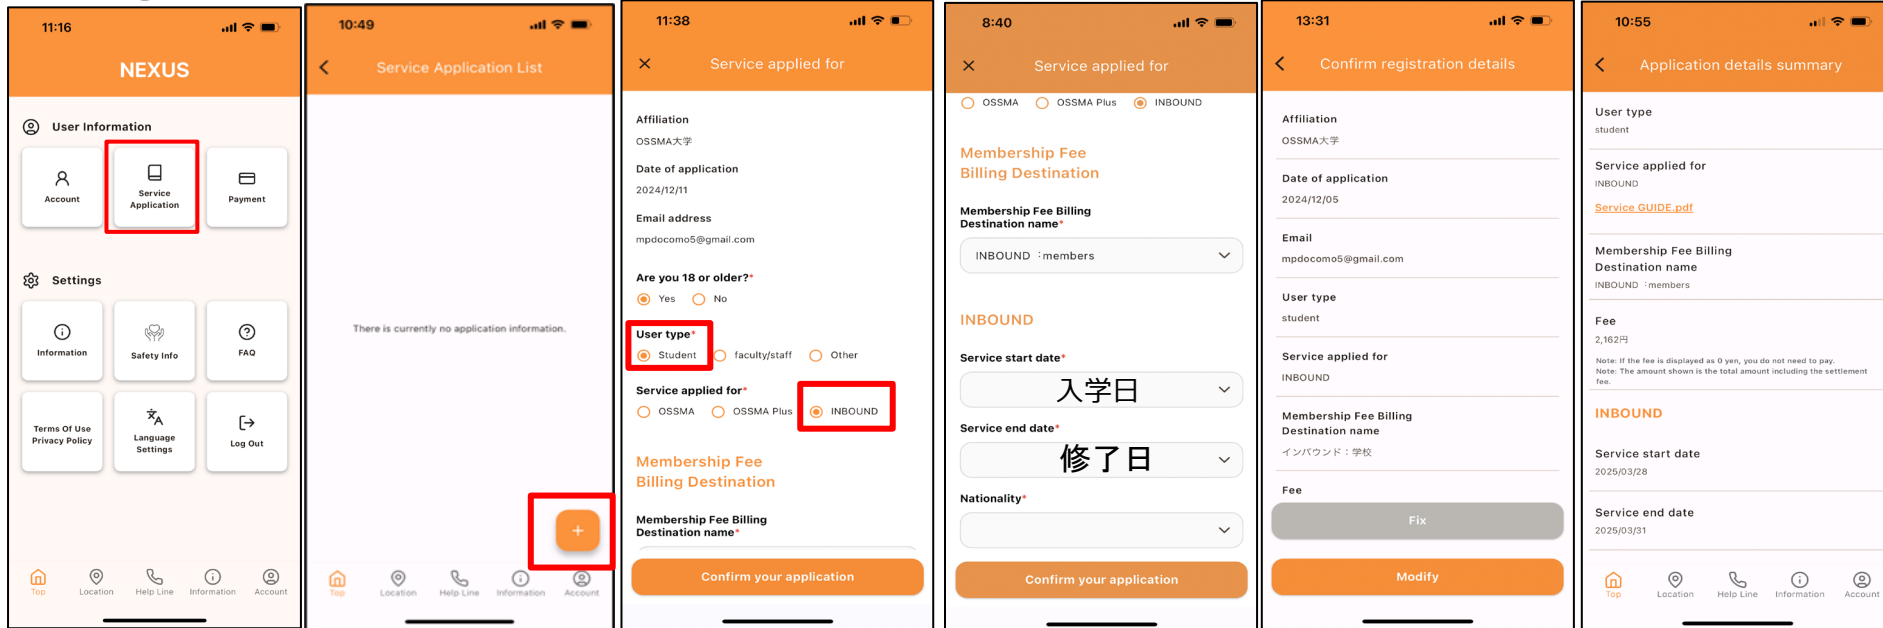 11:16
NEXUS
User Information
Account
Service
Application
Payment
Settings
Information
Safety Info
FAQ
Terms Of Use
Privacy Policy
Language
Settings
Log Out
Top
Location
Help Line
Information
Account
10:49
Service Application List
There is currently no application information.
+
Top
Location
Help Line
Information
Account
11:38
Service applied for
Affiliation
OSSMA大学
Date of application
2024/12/11
Email address
mpdocomo5@gmail.com
Are you 18 or older?*
Yes No
User type*
Student faculty/staff Other
Service applied for*
OSSMA OSSMA Plus INBOUND
Membership Fee
Billing Destination
Membership Fee Billing
Destination name*
Confirm your application
8:40
Service applied for
OSSMA OSSMA Plus INBOUND
Membership Fee
Billing Destination
Membership Fee Billing
Destination name*
INBOUND :members
INBOUND
Service start date*
入学日
Service end date*
修了日
Nationality*
Confirm your application
13:31
Confirm registration details
Affiliation
OSSMA大学
Date of application
2024/12/05
Email
mpdocomo5@gmail.com
User type
student
Service applied for
INBOUND
Membership Fee Billing
Destination name
インバウンド：学校
Fee
Fix
Modify
10:55
Application details summary
User type
student
Service applied for
INBOUND
Service GUIDE.pdf
Membership Fee Billing
Destination name
INBOUND :members
Fee
2,162円
Note: If the fee is displayed as 0 yen, you do not need to pay.
Note: The amount shown is the total amount including the settlement
fee.
INBOUND
Service start date
2025/03/28
Service end date
2025/03/31
Top
Location
Help Line
Information
Account